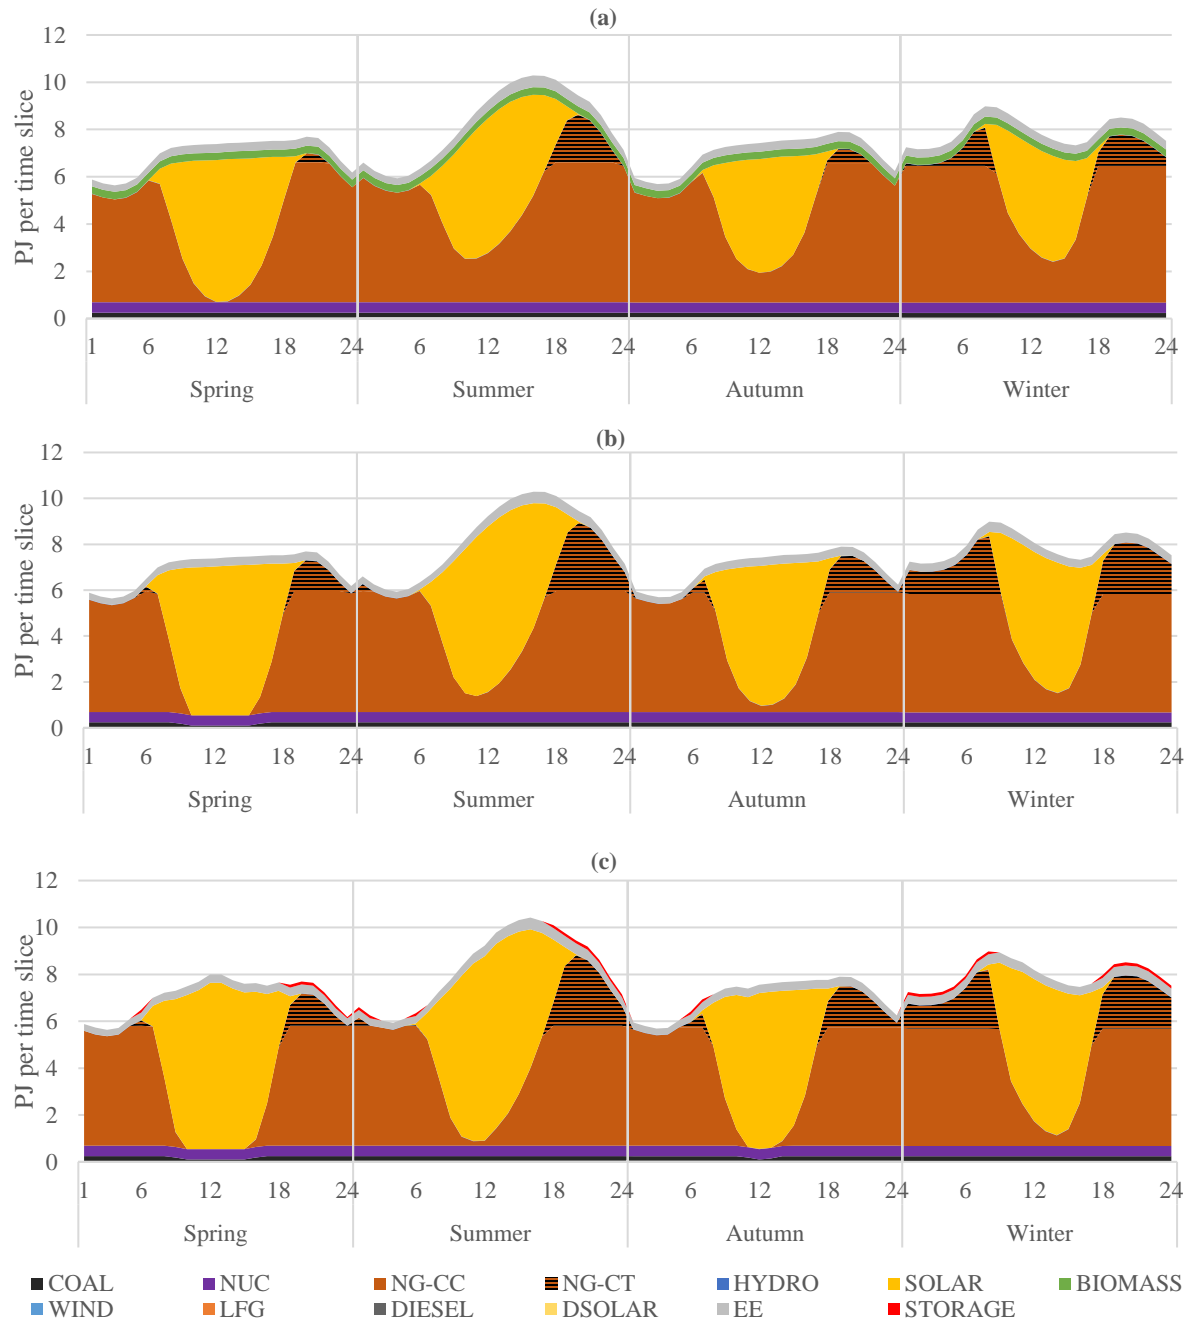 (a)
12
10
8
6
4
2
0
PJ per time slice
1 6 12 18 24 6 12 18 24 6 12 18 24 6 12 18 24
Spring Summer Autumn Winter
(b)
12
10
8
6
4
2
0
PJ per time slice
1 6 12 18 24 6 12 18 24 6 12 18 24 6 12 18 24
Spring Summer Autumn Winter
(c)
12
10
8
6
4
2
0
PJ per time slice
1 6 12 18 24 6 12 18 24 6 12 18 24 6 12 18 24
Spring Summer Autumn Winter
COAL NUC NG-CC NG-CT HYDRO SOLAR BIOMASS
WIND LFG DIESEL DSOLAR EE STORAGE